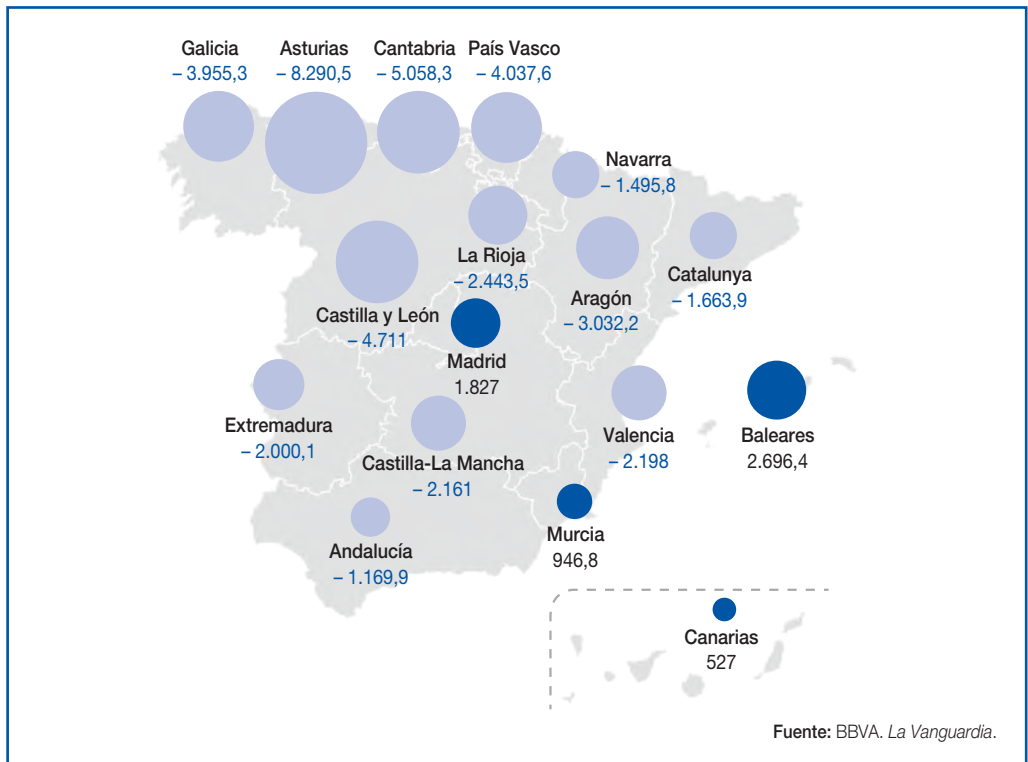 Galicia
– 3.955,3
Asturias
– 8.290,5
Cantabria
– 5.058,3
País Vasco
– 4.037,6
Navarra
– 1.495,8
La Rioja
– 2.443,5
Catalunya
– 1.663,9
Aragón
– 3.032,2
Castilla y León
– 4.711
Madrid
1.827
Extremadura
– 2.000,1
Castilla-La Mancha
– 2.161
Valencia
– 2.198
Baleares
2.696,4
Andalucía
– 1.169,9
Murcia
946,8
Canarias
527
Fuente: BBVA. La Vanguardia.